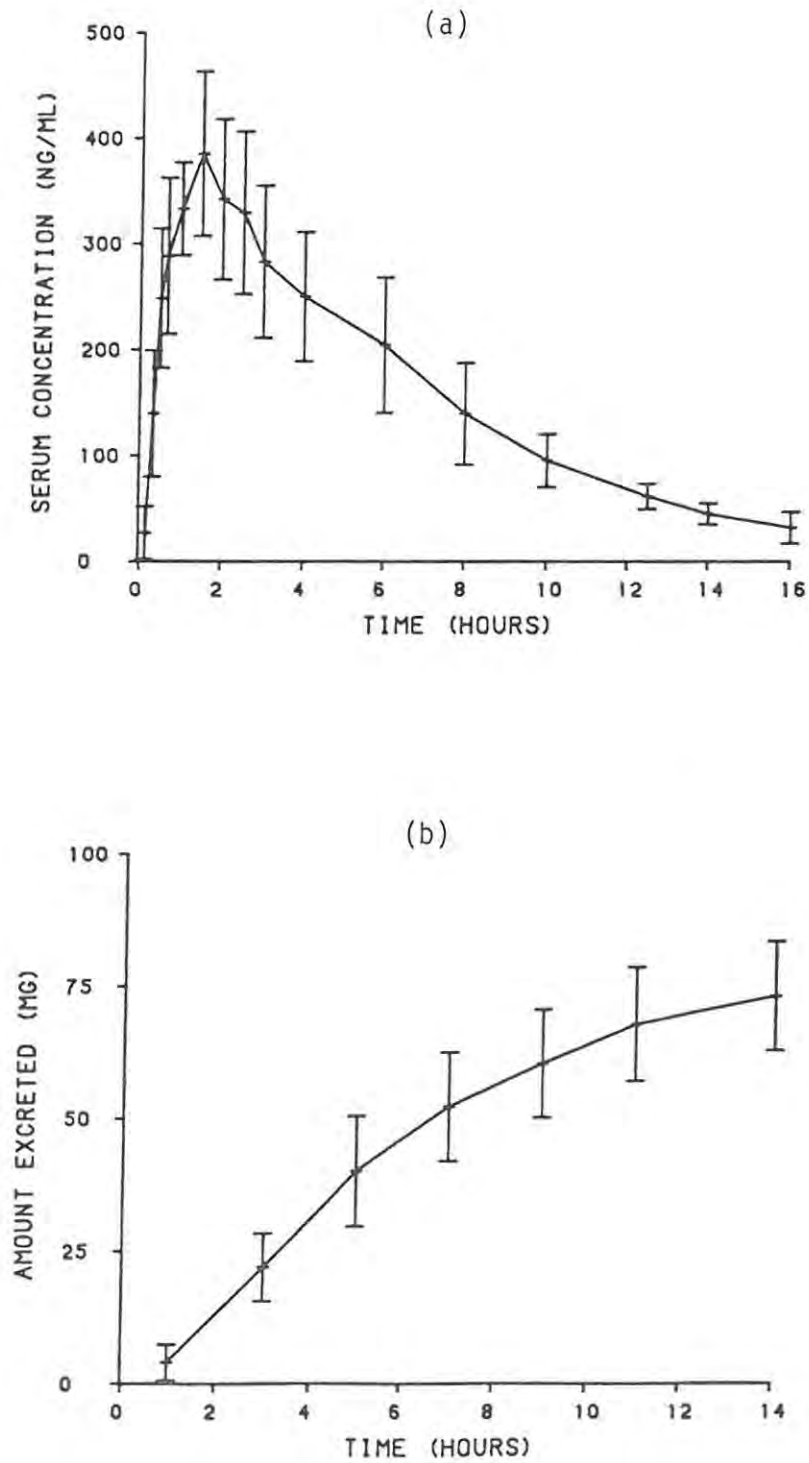 (a)
SERUM CONCENTRATION (NG/ML)
500
400
300
200
100
0
0 2 4 6 8 10 12 14 16
TIME (HOURS)
(b)
AMOUNT EXCRETED (MG)
100
75
50
25
0
0 2 4 6 8 10 12 14
TIME (HOURS)